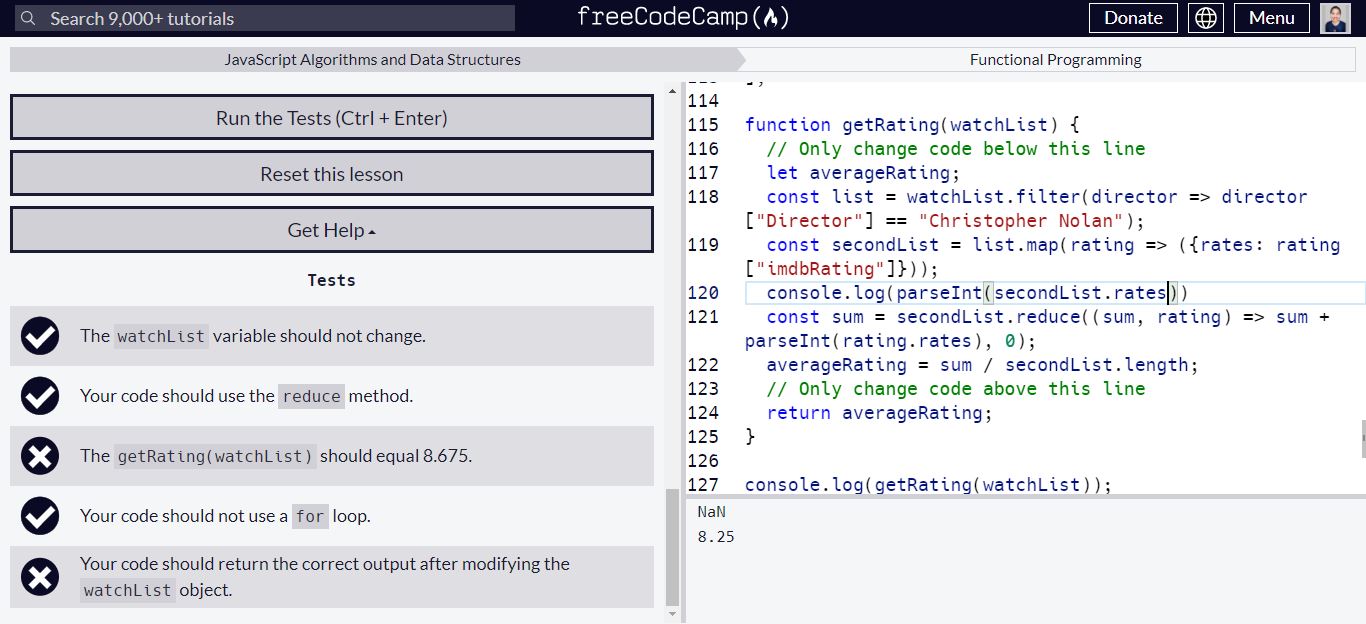 Search 9,000+ tutorials
freeCodeCamp
Donate
Menu
JavaScript Algorithms and Data Structures
Functional Programming
Run the Tests (Ctrl + Enter)
Reset this lesson
Get Help
Tests
The watchList variable should not change.
Your code should use the reduce method.
The getRating(watchList) should equal 8.675.
Your code should not use a for loop.
Your code should return the correct output after modifying the
watchList object.
114
115 function getRating(watchList) {
116 // Only change code below this line
117 let averageRating;
118 const list = watchList.filter(director => director
["Director"] == "Christopher Nolan");
119 const secondList = list.map(rating => ({rates: rating
["imdbRating"]}));
120 console.log(parseInt(secondList.rates))
121 const sum = secondList.reduce((sum, rating) => sum +
parseInt(rating.rates), 0);
122 averageRating = sum / secondList.length;
123 // Only change code above this line
124 return averageRating;
125 }
126
127 console.log(getRating(watchList));
NaN
8.25